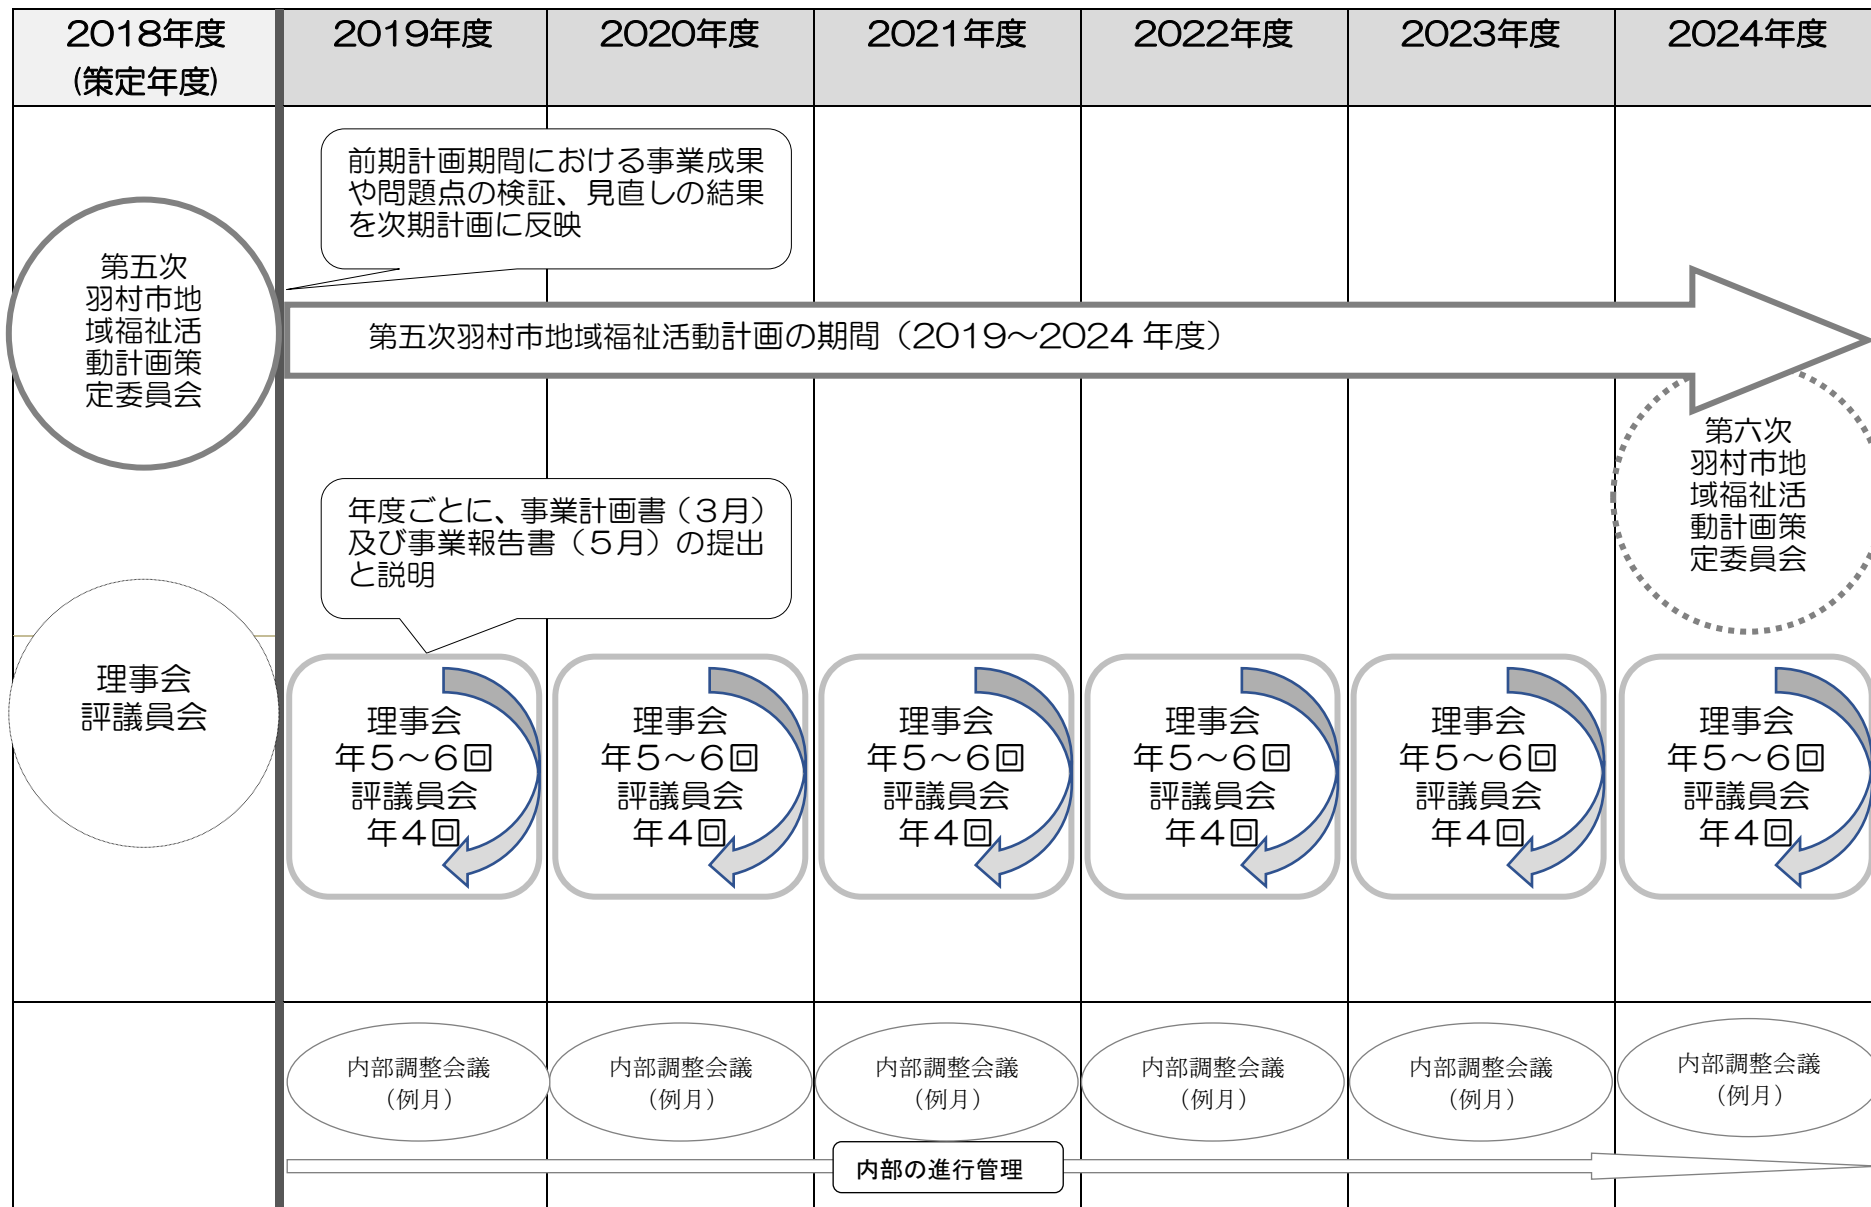 2018年度
(策定年度)
2019年度
2020年度
2021年度
2022年度
2023年度
2024年度
前期計画期間における事業成果
や問題点の検証、見直しの結果
を次期計画に反映
第五次
羽村市地
域福祉活
動計画策
定委員会
第五次羽村市地域福祉活動計画の期間（2019～2024 年度）
第六次
羽村市地
域福祉活
動計画策
定委員会
年度ごとに、事業計画書（３月）
及び事業報告書（５月）の提出
と説明
理事会
評議員会
理事会
年５～６回
評議員会
年４回
理事会
年５～６回
評議員会
年４回
理事会
年５～６回
評議員会
年４回
理事会
年５～６回
評議員会
年４回
理事会
年５～６回
評議員会
年４回
理事会
年５～６回
評議員会
年４回
内部調整会議
（例月）
内部調整会議
（例月）
内部調整会議
（例月）
内部調整会議
（例月）
内部調整会議
（例月）
内部調整会議
（例月）
内部の進行管理